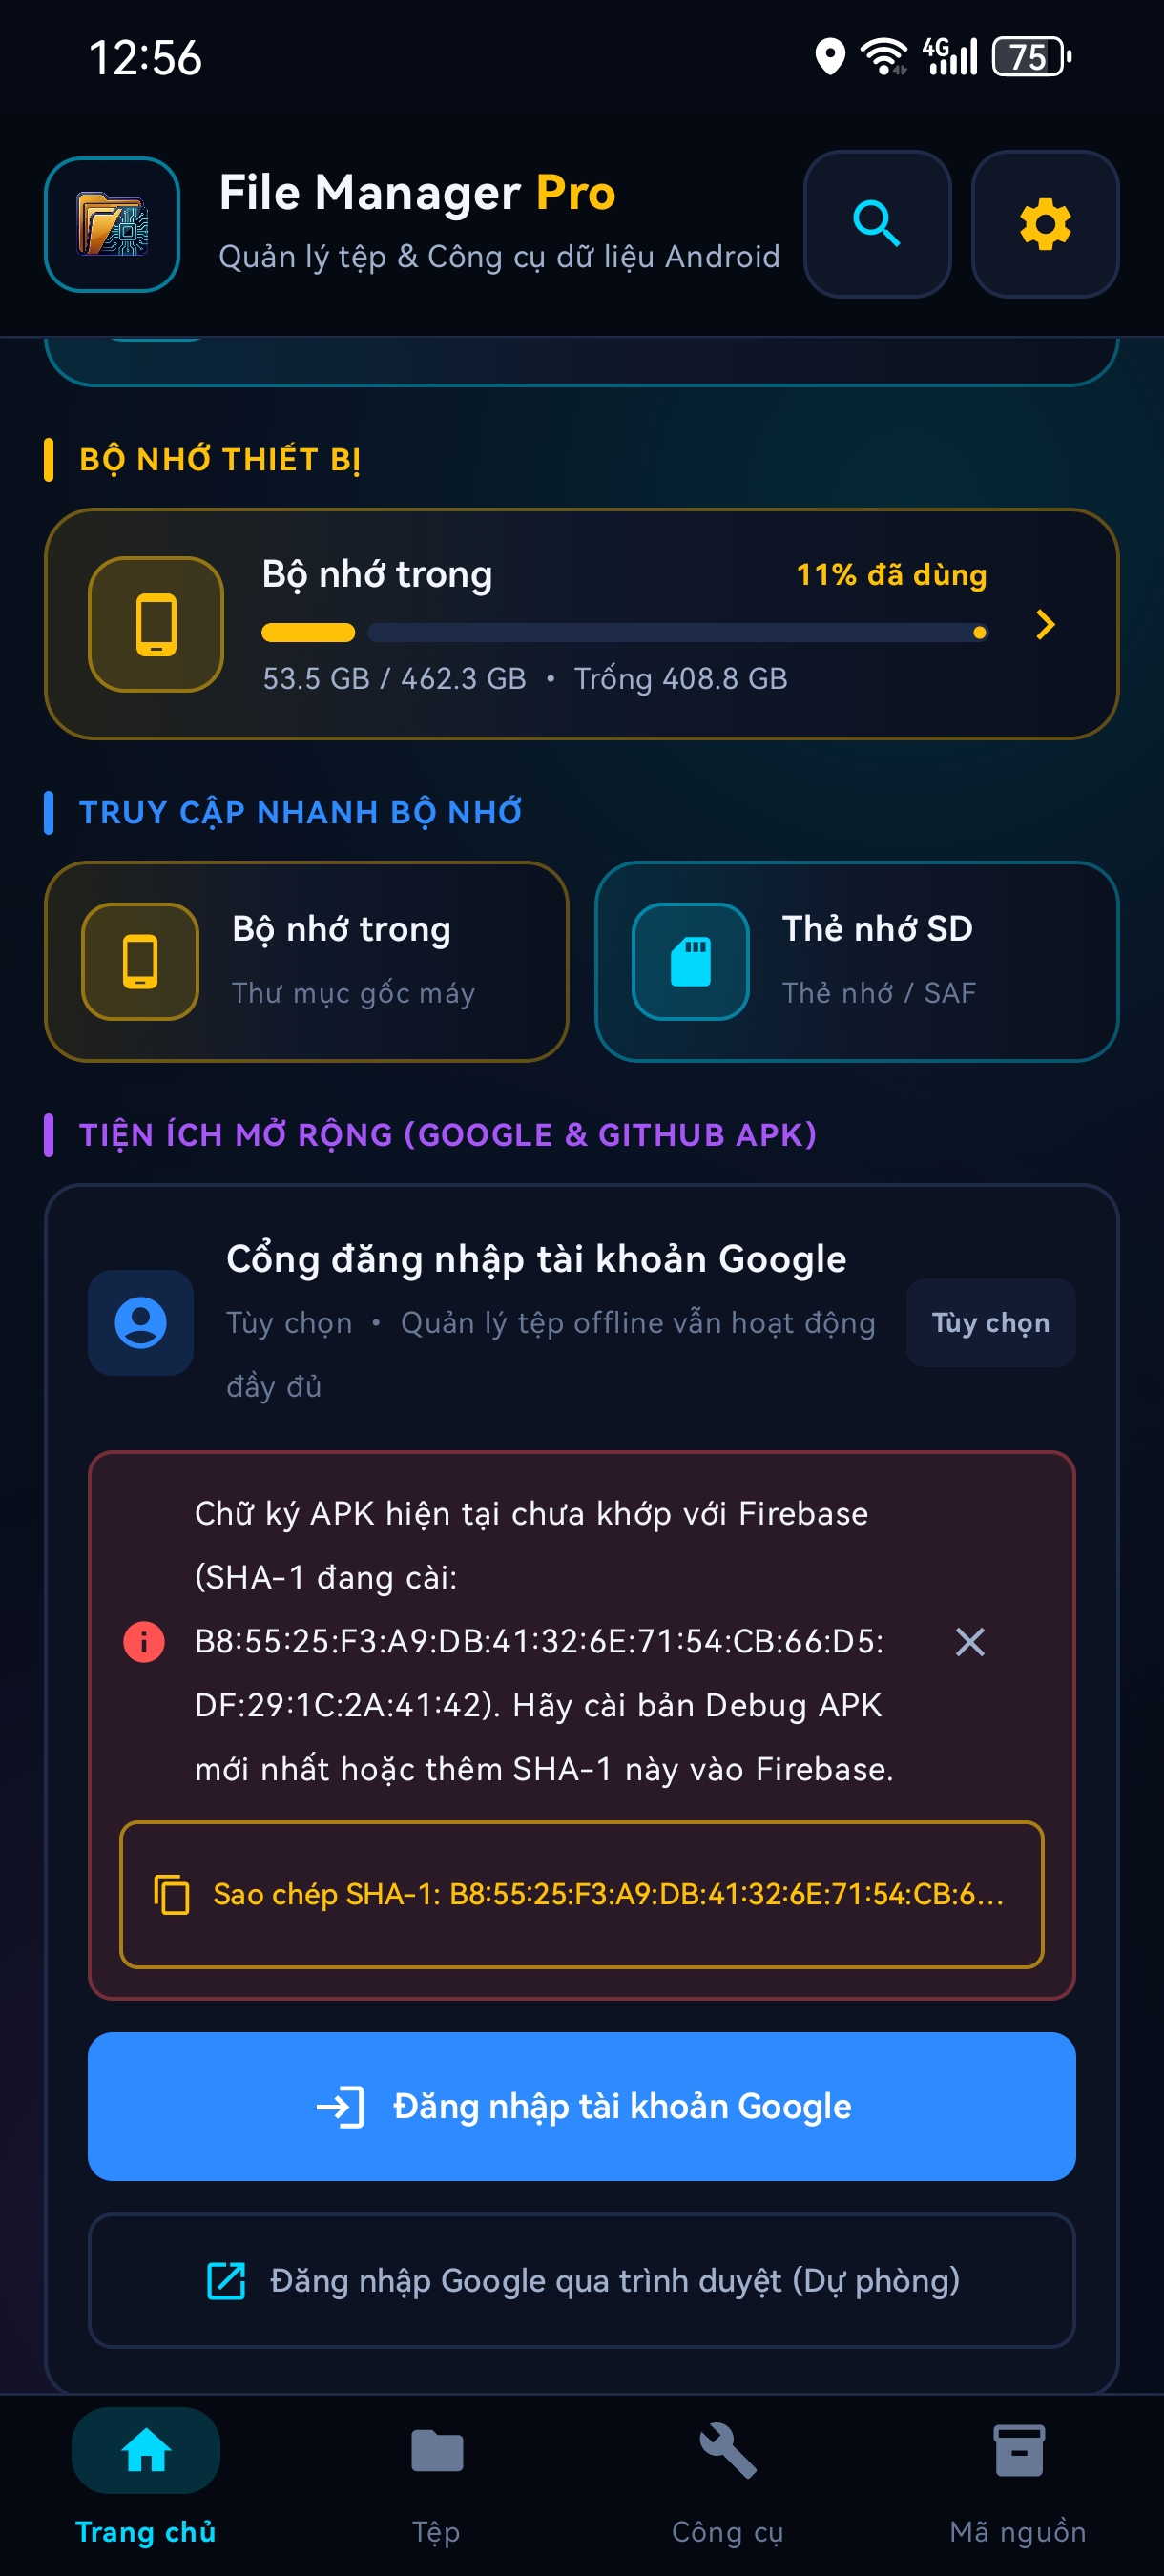 12:56
4G
75
File Manager Pro
Quản lý tệp & Công cụ dữ liệu Android
BỘ NHỚ THIẾT BỊ
Bộ nhớ trong
11% đã dùng
53.5 GB / 462.3 GB • Trống 408.8 GB
TRUY CẬP NHANH BỘ NHỚ
Bộ nhớ trong
Thư mục gốc máy
Thẻ nhớ SD
Thẻ nhớ / SAF
TIỆN ÍCH MỞ RỘNG (GOOGLE & GITHUB APK)
Cổng đăng nhập tài khoản Google
Tùy chọn • Quản lý tệp offline vẫn hoạt động
đầy đủ
Tùy chọn
Chữ ký APK hiện tại chưa khớp với Firebase
(SHA-1 đang cài:
B8:55:25:F3:A9:DB:41:32:6E:71:54:CB:66:D5:
DF:29:1C:2A:41:42). Hãy cài bản Debug APK
mới nhất hoặc thêm SHA-1 này vào Firebase.
Sao chép SHA-1: B8:55:25:F3:A9:DB:41:32:6E:71:54:CB:6...
Đăng nhập tài khoản Google
Đăng nhập Google qua trình duyệt (Dự phòng)
Trang chủ
Tệp
Công cụ
Mã nguồn